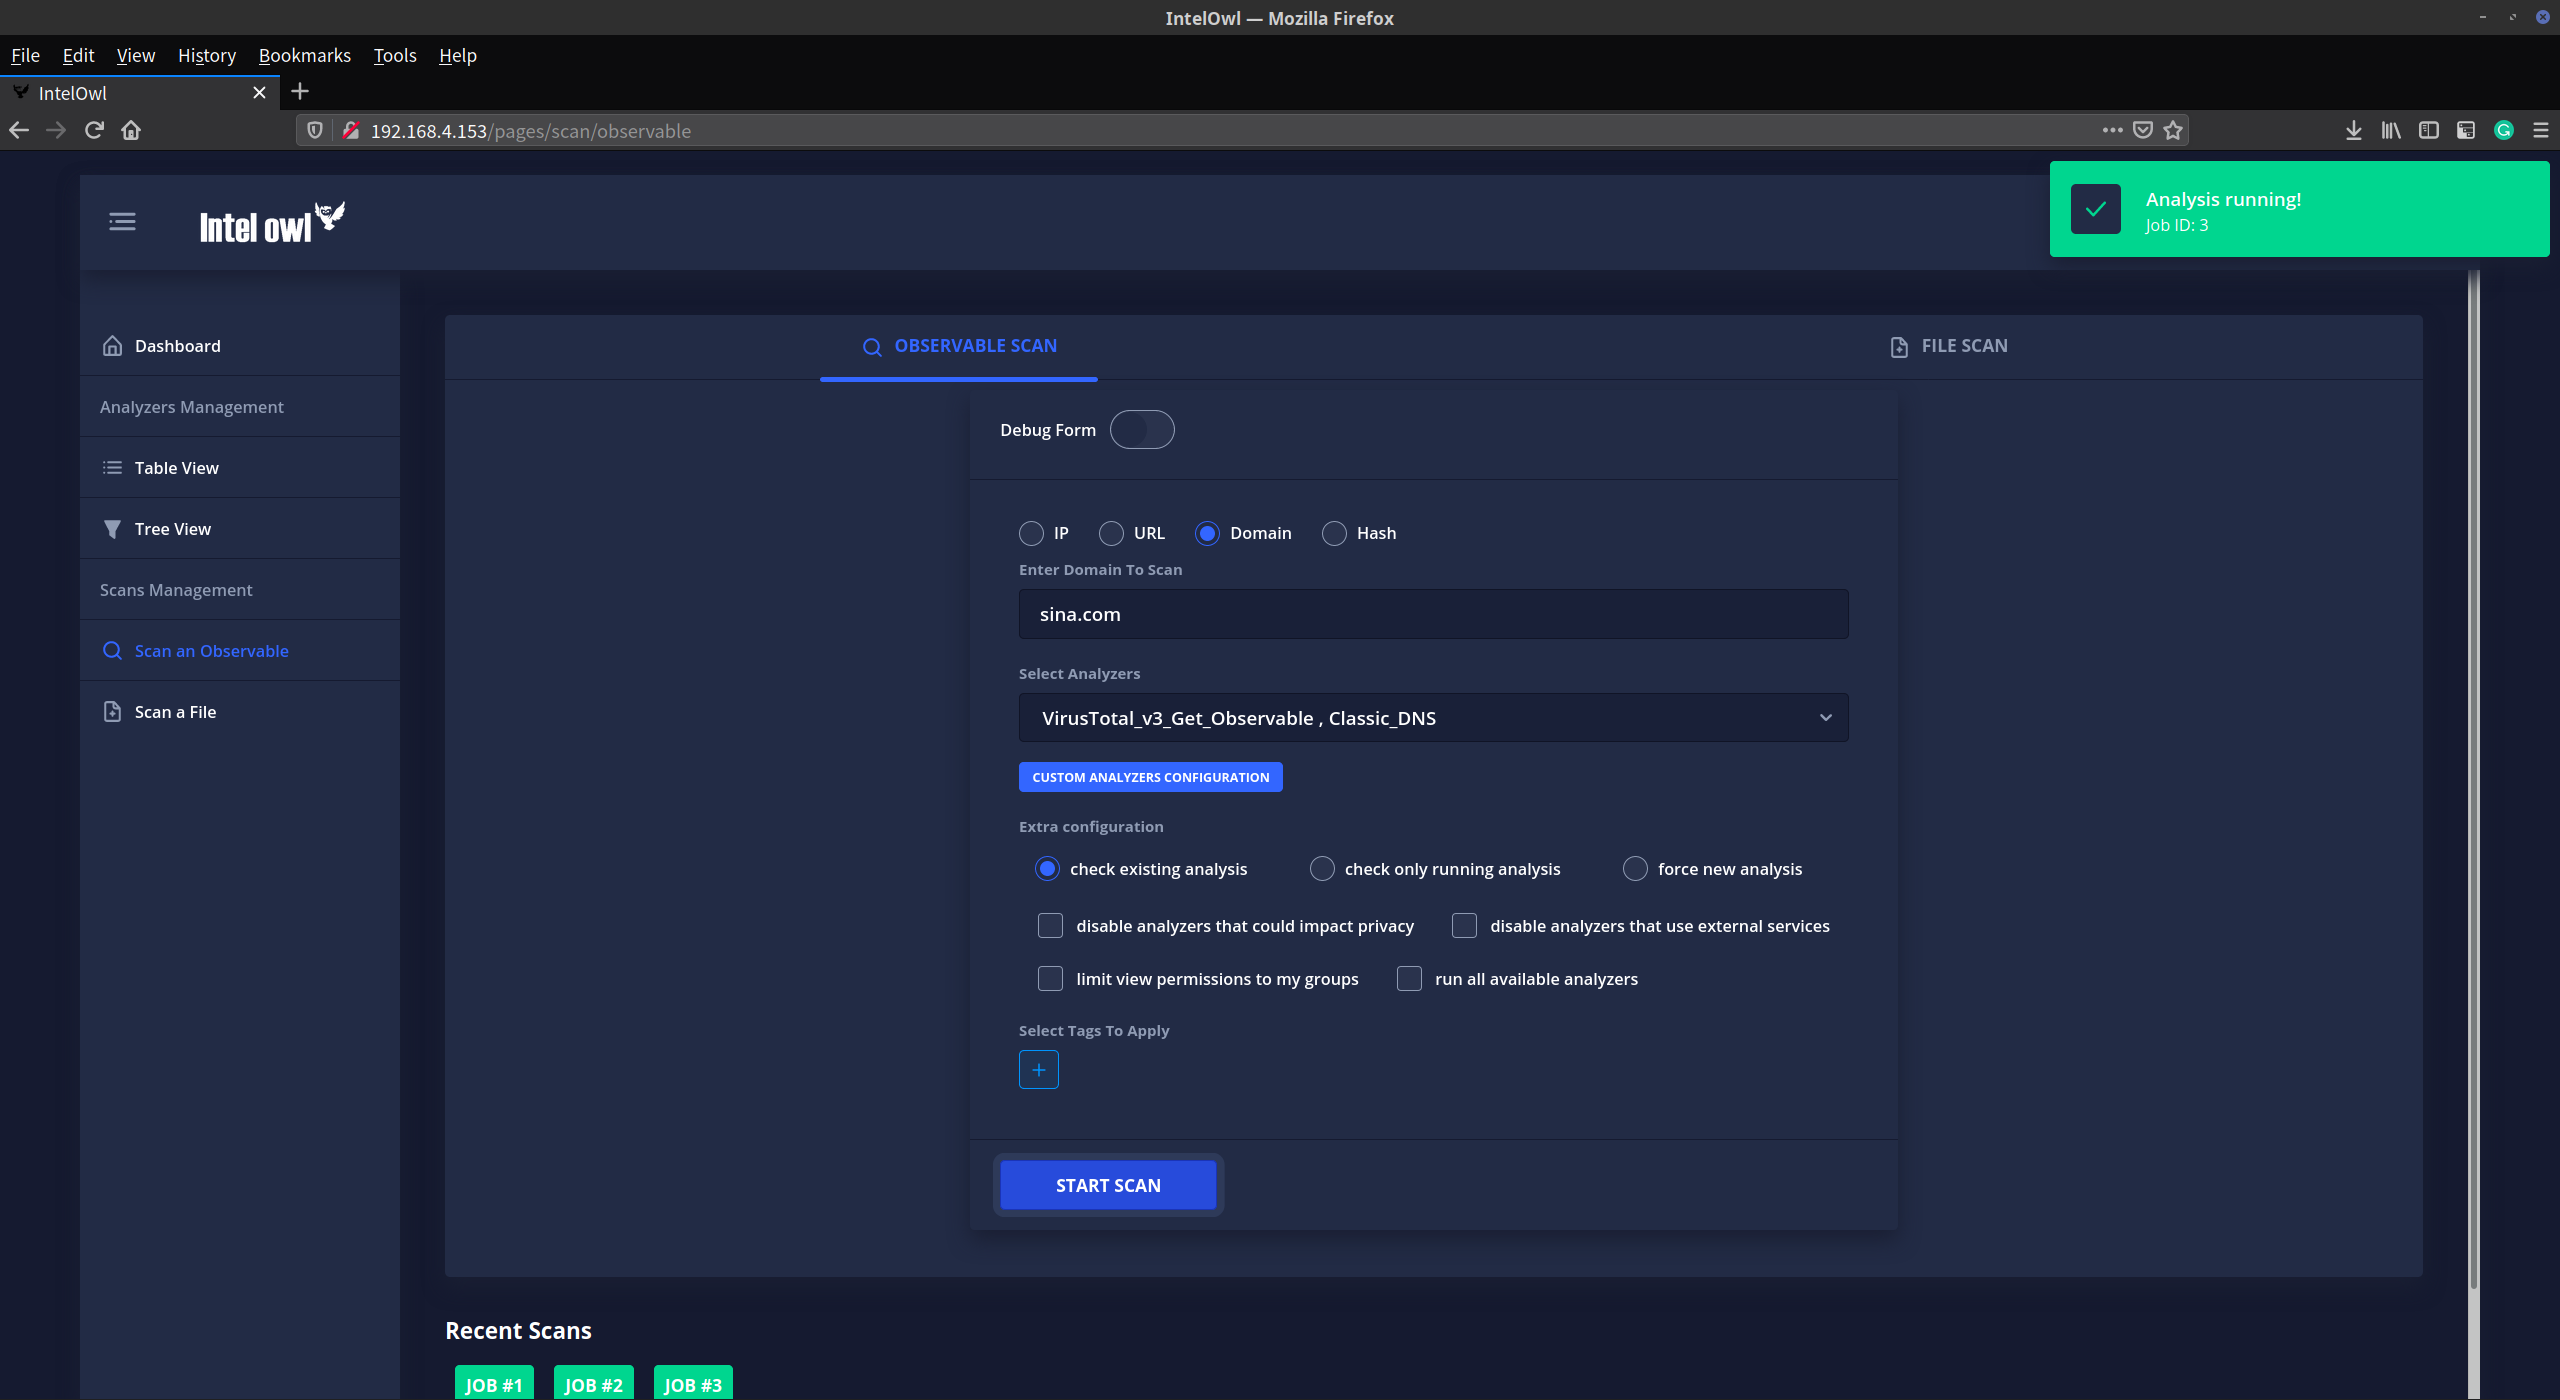 IntelOwl — Mozilla Firefox
File Edit View History Bookmarks Tools Help
IntelOwl
192.168.4.153/pages/scan/observable
Analysis running!
Job ID: 3
Intel owl
Dashboard
Analyzers Management
Table View
Tree View
Scans Management
Scan an Observable
Scan a File
OBSERVABLE SCAN
FILE SCAN
Debug Form
IP URL Domain Hash
Enter Domain To Scan
sina.com
Select Analyzers
VirusTotal_v3_Get_Observable , Classic_DNS
CUSTOM ANALYZERS CONFIGURATION
Extra configuration
check existing analysis check only running analysis force new analysis
disable analyzers that could impact privacy disable analyzers that use external services
limit view permissions to my groups run all available analyzers
Select Tags To Apply
START SCAN
Recent Scans
JOB #1 JOB #2 JOB #3